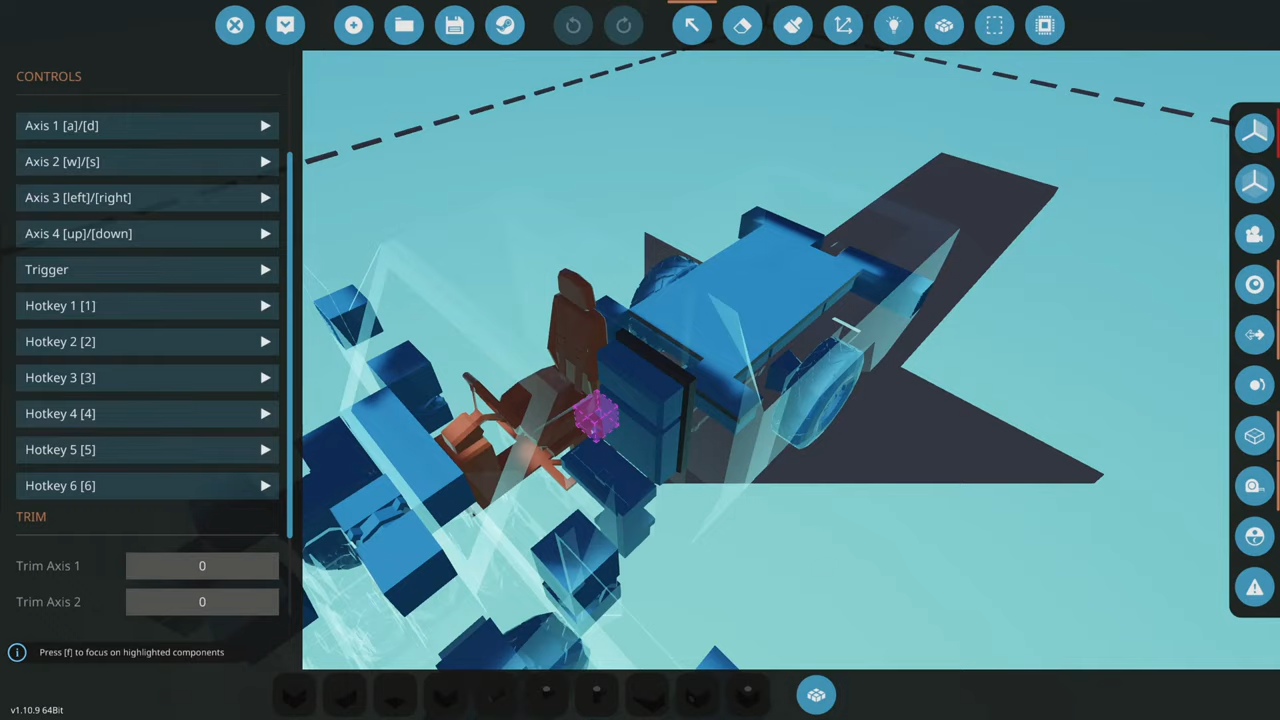 CONTROLS
Axis 1 [a]/[d]
Axis 2 [w]/[s]
Axis 3 [left]/[right]
Axis 4 [up]/[down]
Trigger
Hotkey 1 [1]
Hotkey 2 [2]
Hotkey 3 [3]
Hotkey 4 [4]
Hotkey 5 [5]
Hotkey 6 [6]
TRIM
Trim Axis 1 0
Trim Axis 2 0
Press [f] to focus on highlighted components
v1.10.9 64Bit